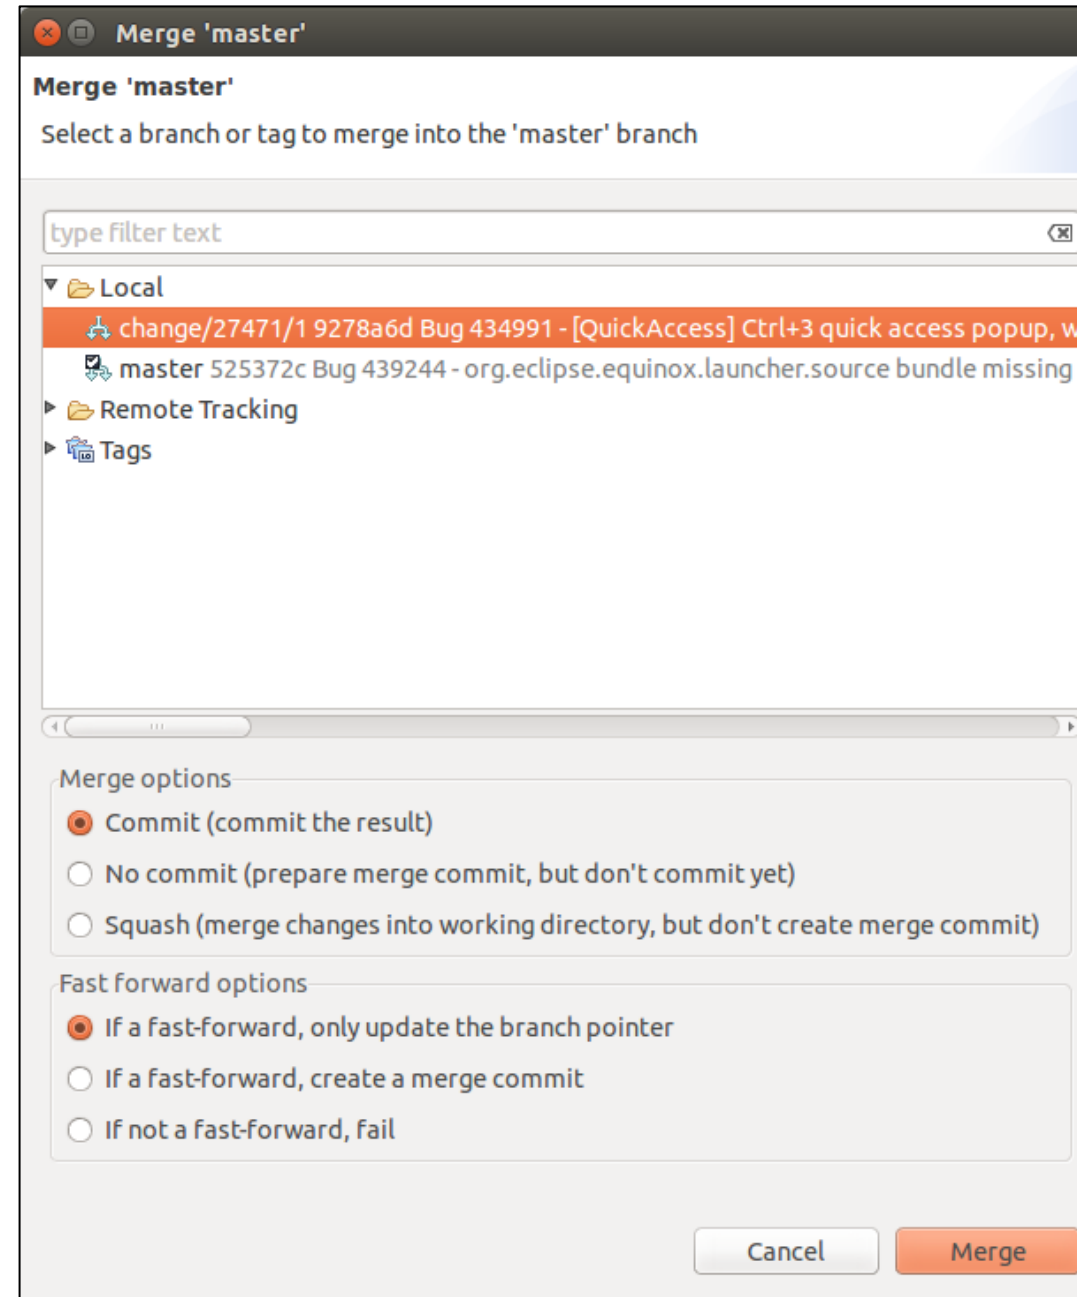 Merge 'master'
Merge 'master'
Select a branch or tag to merge into the 'master' branch
type filter text
Local
change/27471/1 9278a6d Bug 434991 - [QuickAccess] Ctrl+3 quick access popup, w
master 525372c Bug 439244 - org.eclipse.equinox.launcher.source bundle missing
Remote Tracking
Tags
Merge options
Commit (commit the result)
No commit (prepare merge commit, but don't commit yet)
Squash (merge changes into working directory, but don't create merge commit)
Fast forward options
If a fast-forward, only update the branch pointer
If a fast-forward, create a merge commit
If not a fast-forward, fail
Cancel
Merge